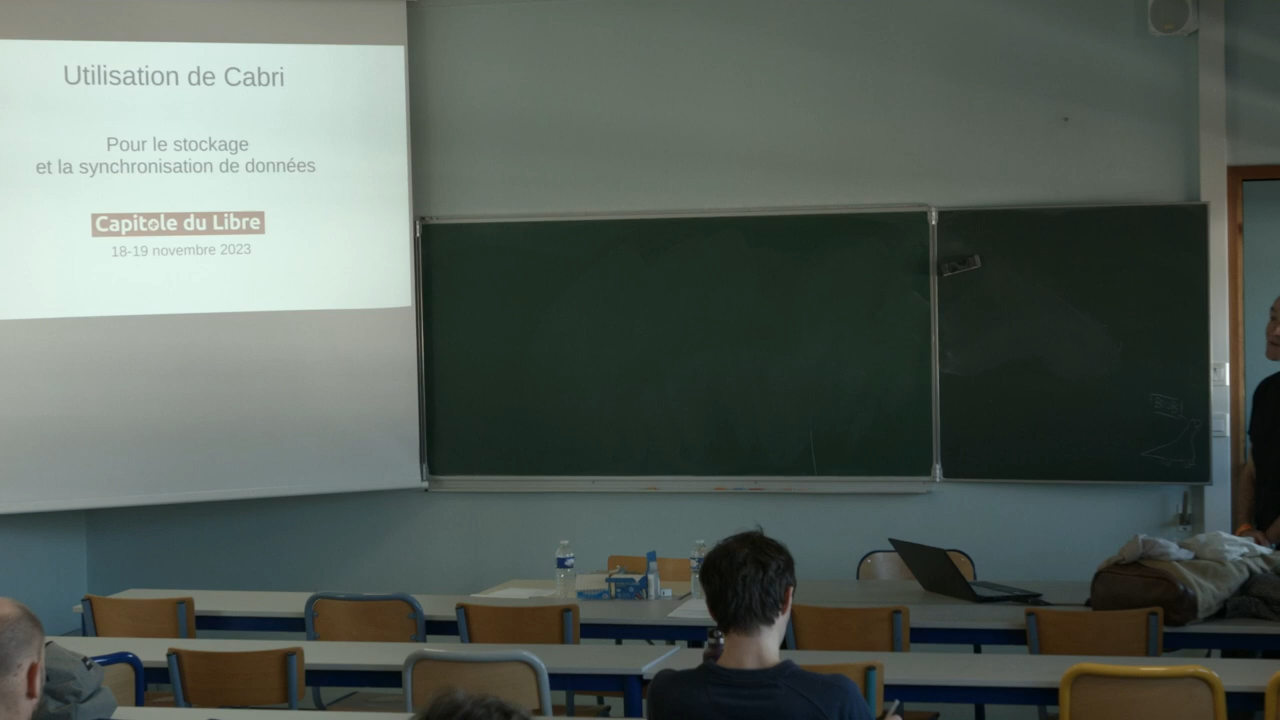 Utilisation de Cabri
Pour le stockage
et la synchronisation de données
Capitole du Libre
18-19 novembre 2023